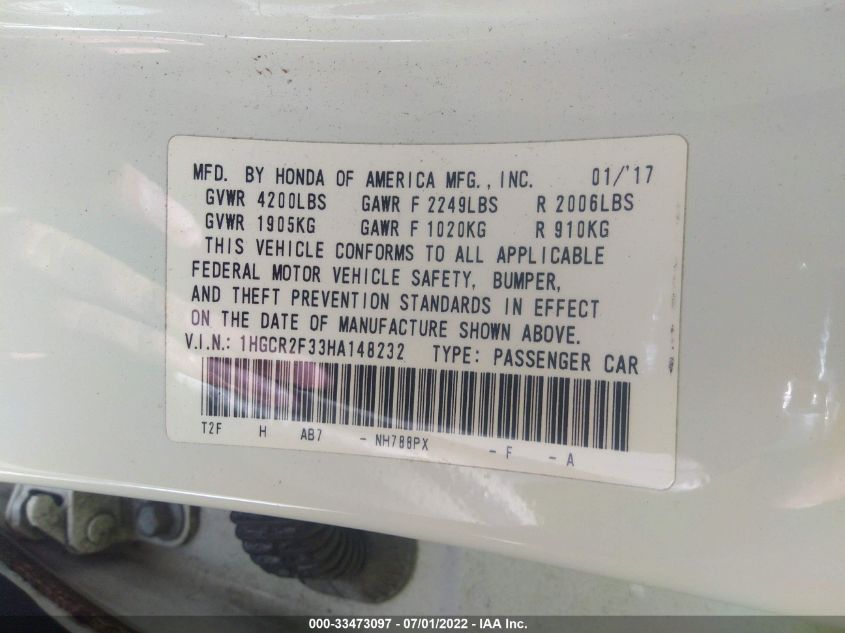 MFD. BY HONDA OF AMERICA MFG., INC. 01/'17
GVWR 4200LBS GAWR F 2249LBS R 2006LBS
GVWR 1905KG GAWR F 1020KG R 910KG
THIS VEHICLE CONFORMS TO ALL APPLICABLE
FEDERAL MOTOR VEHICLE SAFETY, BUMPER,
AND THEFT PREVENTION STANDARDS IN EFFECT
ON THE DATE OF MANUFACTURE SHOWN ABOVE.
V.I.N.: 1HGCR2F33HA148232 TYPE: PASSENGER CAR
T2F H AB7 - NH788PX - F - A
000-33473097 - 07/01/2022 - IAA Inc.